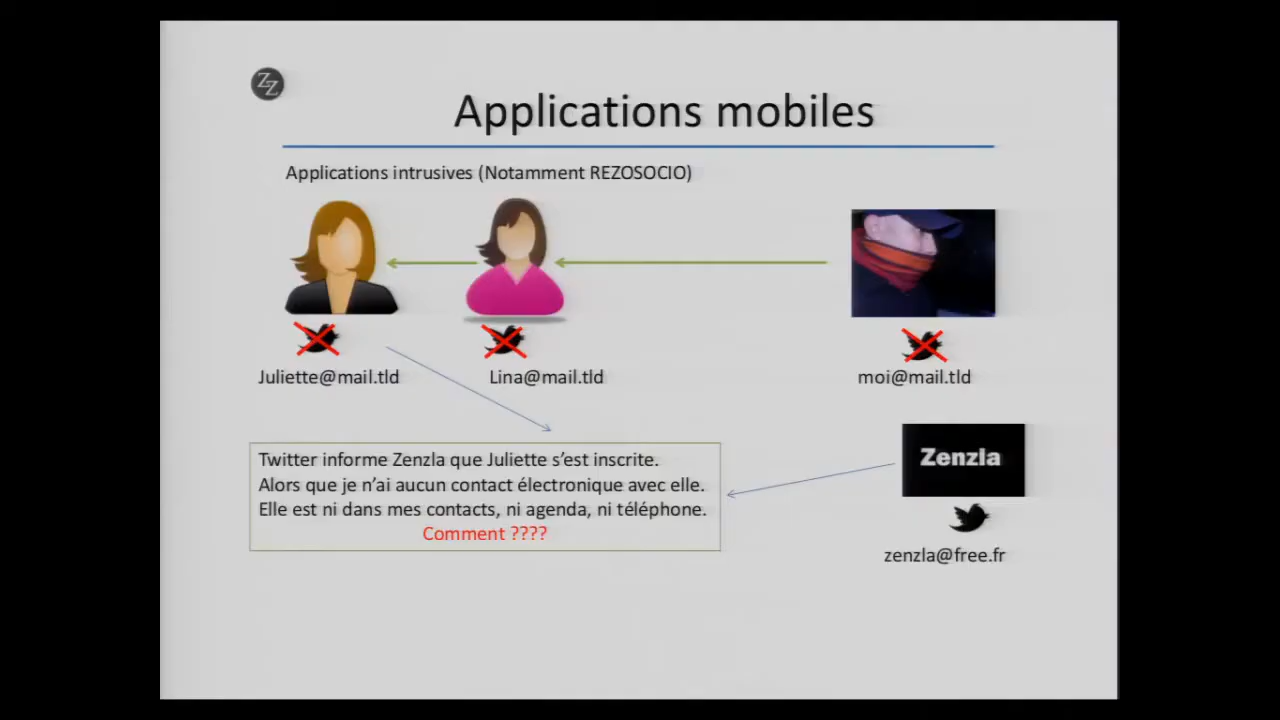 ZZ
Applications mobiles
Applications intrusives (Notamment REZOSOCIO)
Juliette@mail.tld
Lina@mail.tld
moi@mail.tld
Zenzla
Twitter informe Zenzla que Juliette s'est inscrite.
Alors que je n'ai aucun contact électronique avec elle.
Elle est ni dans mes contacts, ni agenda, ni téléphone.
Comment ????
zenzla@free.fr